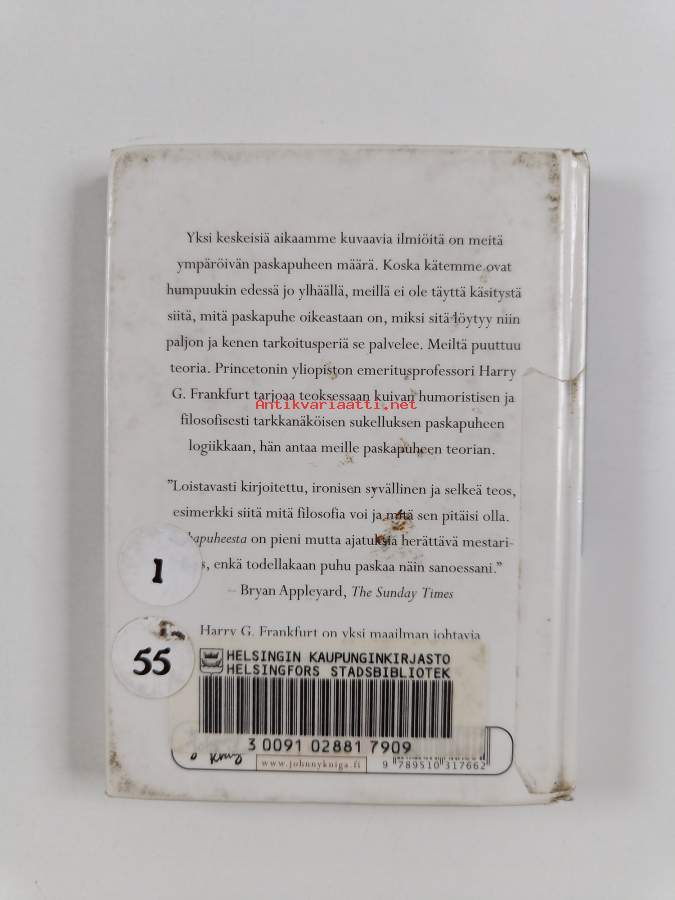 Yksi keskeisiä aikaamme kuvaavia ilmiöitä on meitä
ympäröivän paskapuheen määrä. Koska kätemme ovat
humpuukin edessä jo ylhäällä, meillä ei ole täyttä käsitystä
siitä, mitä paskapuhe oikeastaan on, miksi sitä löytyy niin
paljon ja kenen tarkoitusperiä se palvelee. Meiltä puuttuu
teoria. Princetonin yliopiston emeritusprofessori Harry
G. Frankfurt tarjoaa teoksessaan kuivan humoristisen ja
Antikvariaatti.net
filosofisesti tarkkanäköisen sukelluksen paskapuheen
logiikkaan, hän antaa meille paskapuheen teorian.
”Loistavasti kirjoitettu, ironisen syvällinen ja selkeä teos,
esimerkki siitä mitä filosofia voi ja mitä sen pitäisi olla.
kapuheesta on pieni mutta ajatuksia herättävä mestari-
s, enkä todellakaan puhu paskaa näin sanoessani.”
– Bryan Appleyard, The Sunday Times
1
Harry G. Frankfurt on yksi maailman johtavia
55
HELSINGIN KAUPUNGINKIRJASTO
HELSINGFORS STADSBIBLIOTEK
3 0091 02881 7909
www.johnnykniga.fi
9 789510 317662